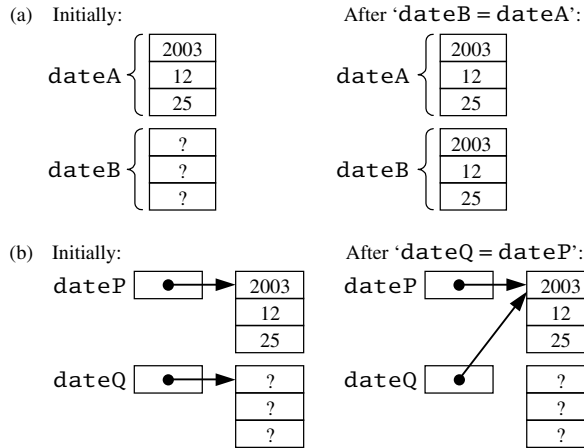 (a) Initially: After ‘dateB = dateA’:
dateA 2003 dateA 2003
12 12
25 25
dateB ? dateB 2003
? 12
? 25
(b) Initially: After ‘dateQ = dateP’:
dateP 2003 dateP 2003
12 12
25 25
dateQ ? dateQ ?
? ?
? ?